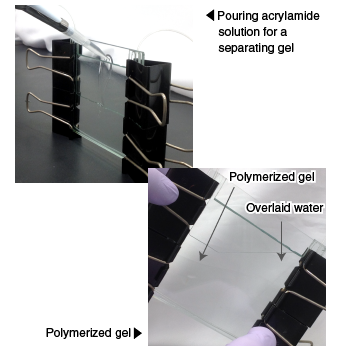 ◀ Pouring acrylamide
solution for a
separating gel
Polymerized gel
Overlaid water
Polymerized gel ▶